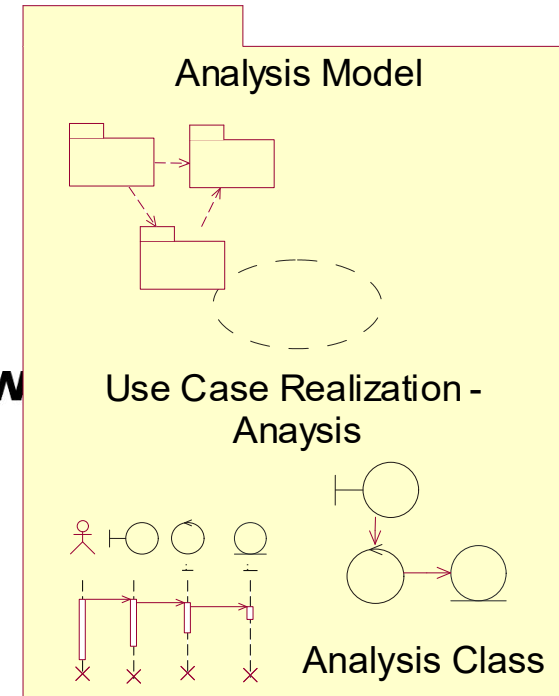 Analysis Model
w
Use Case Realization -
Anaysis
Analysis Class